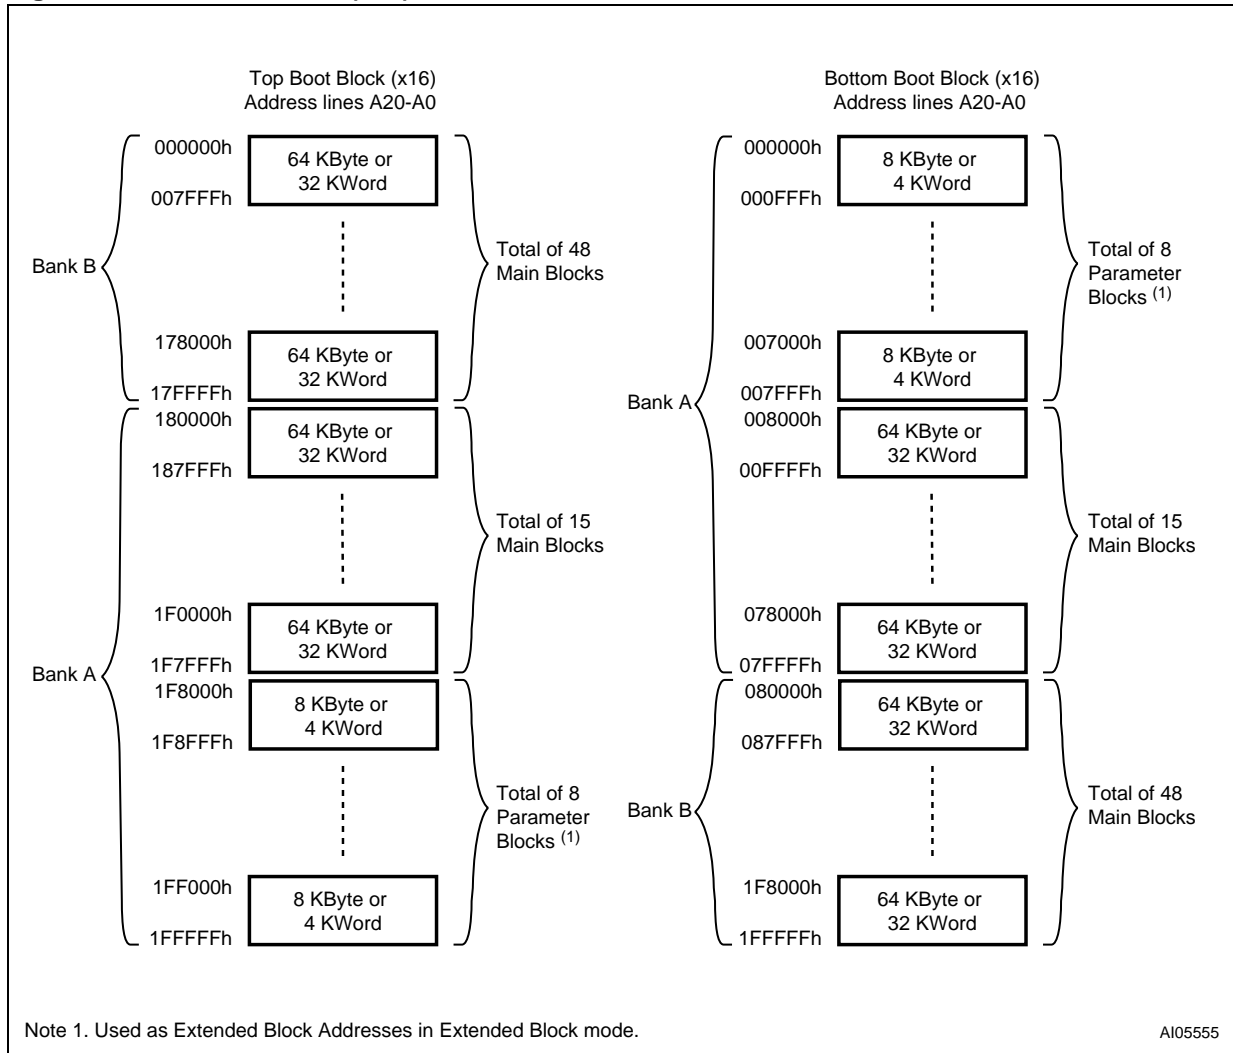 Top Boot Block (x16)
Address lines A20-A0
000000h
64 KByte or
32 KWord
007FFFh
Bank B
Total of 48
Main Blocks
178000h
64 KByte or
32 KWord
17FFFFh
180000h
64 KByte or
32 KWord
187FFFh
Total of 15
Main Blocks
1F0000h
64 KByte or
32 KWord
1F7FFFh
Bank A
1F8000h
8 KByte or
4 KWord
1F8FFFh
Total of 8
Parameter
Blocks (1)
1FF000h
8 KByte or
4 KWord
1FFFFFh
Bottom Boot Block (x16)
Address lines A20-A0
000000h
8 KByte or
4 KWord
000FFFh
Total of 8
Parameter
Blocks (1)
007000h
8 KByte or
4 KWord
007FFFh
Bank A
008000h
64 KByte or
32 KWord
00FFFFh
Total of 15
Main Blocks
078000h
64 KByte or
32 KWord
07FFFFh
080000h
64 KByte or
32 KWord
087FFFh
Bank B
Total of 48
Main Blocks
1F8000h
64 KByte or
32 KWord
1FFFFFh
Note 1. Used as Extended Block Addresses in Extended Block mode.
AI05555